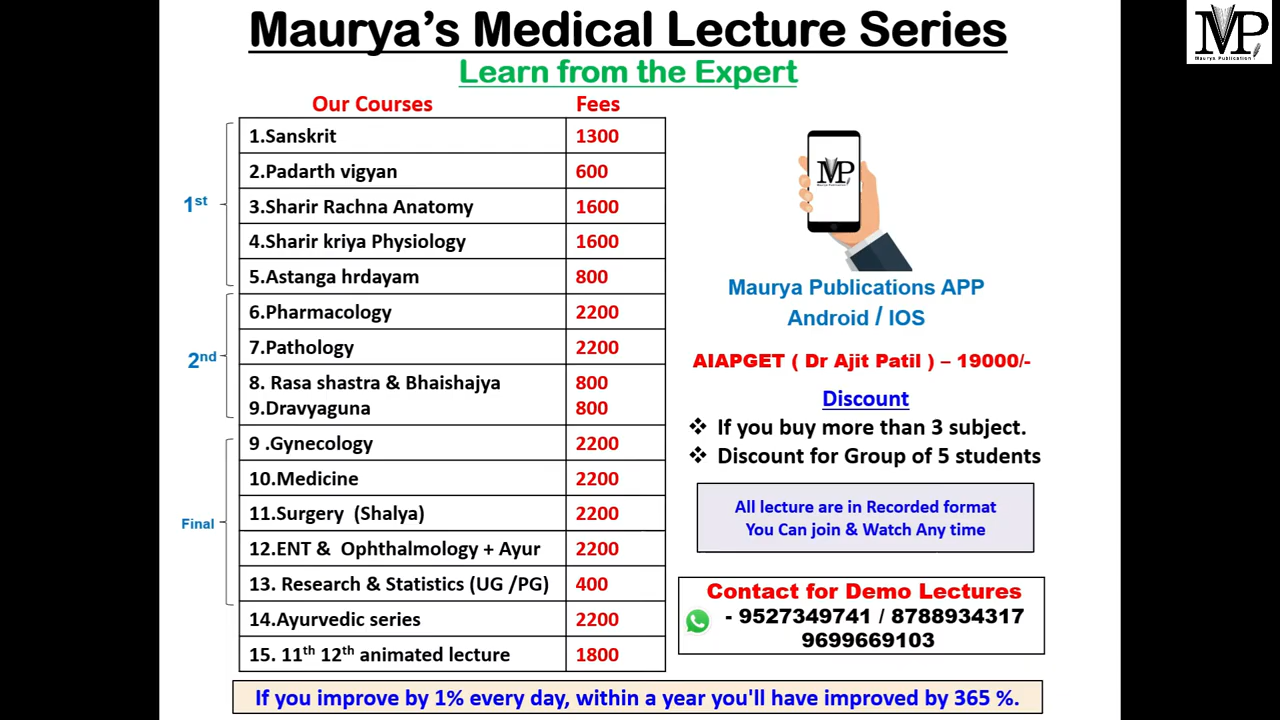 Maurya's Medical Lecture Series
Learn from the Expert
MP
Maurya Publication
Our Courses Fees
1st
1.Sanskrit 1300
2.Padarth vigyan 600
3.Sharir Rachna Anatomy 1600
4.Sharir kriya Physiology 1600
5.Astanga hrdayam 800
2nd
6.Pharmacology 2200
7.Pathology 2200
8. Rasa shastra & Bhaishajya 800
9.Dravyaguna 800
Final
9 .Gynecology 2200
10.Medicine 2200
11.Surgery (Shalya) 2200
12.ENT & Ophthalmology + Ayur 2200
13. Research & Statistics (UG /PG) 400
14.Ayurvedic series 2200
15. 11th 12th animated lecture 1800
MP
Maurya Publication
Maurya Publications APP
Android / IOS
AIAPGET ( Dr Ajit Patil ) – 19000/-
Discount
❖ If you buy more than 3 subject.
❖ Discount for Group of 5 students
All lecture are in Recorded format
You Can join & Watch Any time
Contact for Demo Lectures
- 9527349741 / 8788934317
9699669103
If you improve by 1% every day, within a year you'll have improved by 365 %.